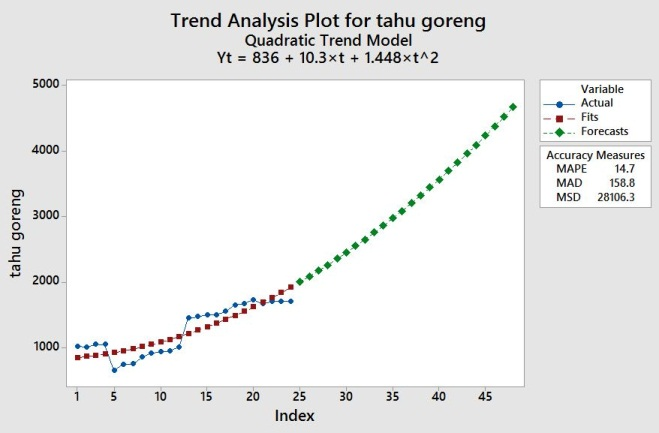 Trend Analysis Plot for tahu goreng
Quadratic Trend Model
Yt = 836 + 10.3×t + 1.448×t^2
5000
4000
3000
2000
1000
tahu goreng
1 5 10 15 20 25 30 35 40 45
Index
Variable
Actual
Fits
Forecasts
Accuracy Measures
MAPE 14.7
MAD 158.8
MSD 28106.3